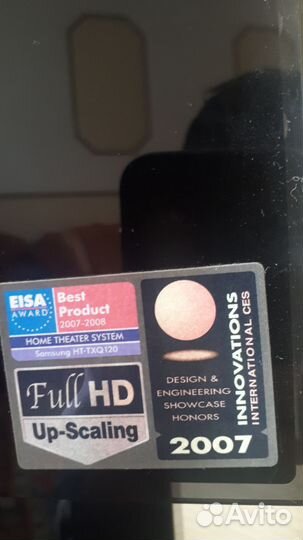 EISA
AWARD
Best
Product
2007-2008
HOME THEATER SYSTEM
Samsung HT-TXQ120
Full HD
Up-Scaling
DESIGN &
ENGINEERING
SHOWCASE
HONORS
INNOVATIONS
INTERNATIONAL CES
2007
Avito